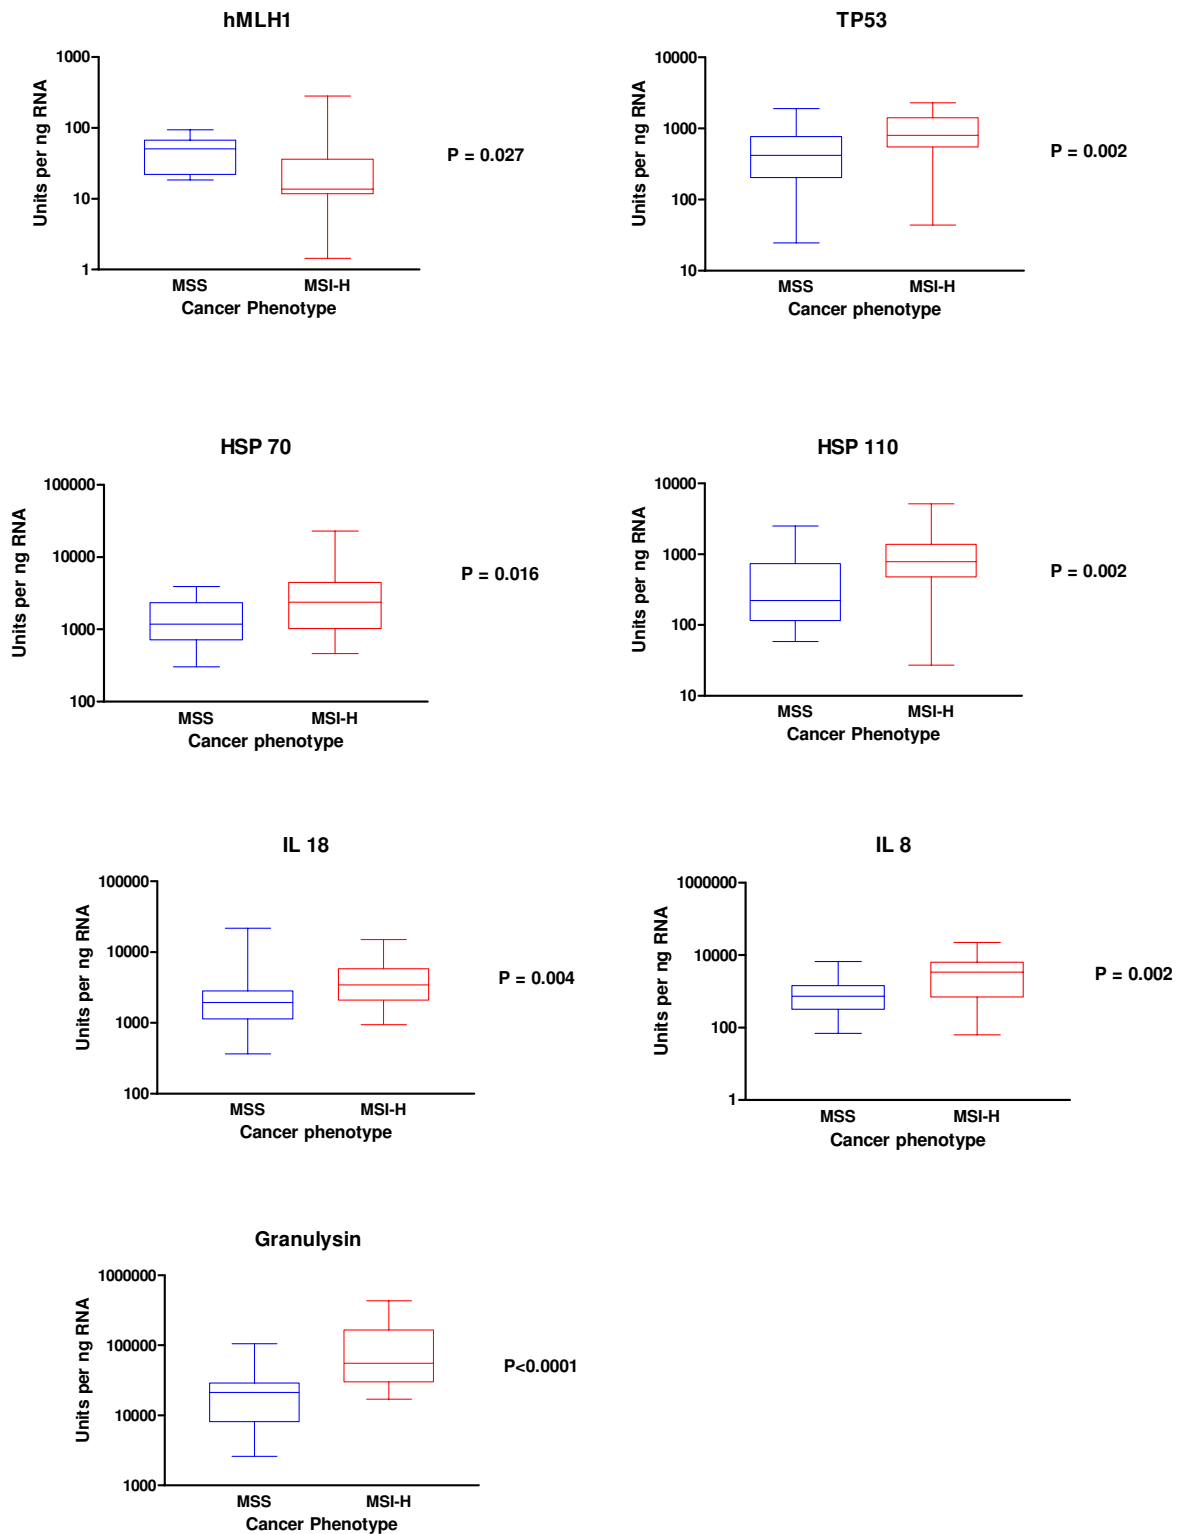 hMLH1
1000
100
10
1
Units per ng RNA
MSS
MSI-H
Cancer Phenotype
P = 0.027
TP53
10000
1000
100
10
Units per ng RNA
MSS
MSI-H
Cancer phenotype
P = 0.002
HSP 70
100000
10000
1000
100
Units per ng RNA
MSS
MSI-H
Cancer phenotype
P = 0.016
HSP 110
10000
1000
100
10
Units per ng RNA
MSS
MSI-H
Cancer Phenotype
P = 0.002
IL 18
100000
10000
1000
100
Units per ng RNA
MSS
MSI-H
Cancer phenotype
P = 0.004
IL 8
1000000
10000
100
1
Units per ng RNA
MSS
MSI-H
Cancer phenotype
P = 0.002
Granulysin
1000000
100000
10000
1000
Units per ng RNA
MSS
MSI-H
Cancer Phenotype
P<0.0001